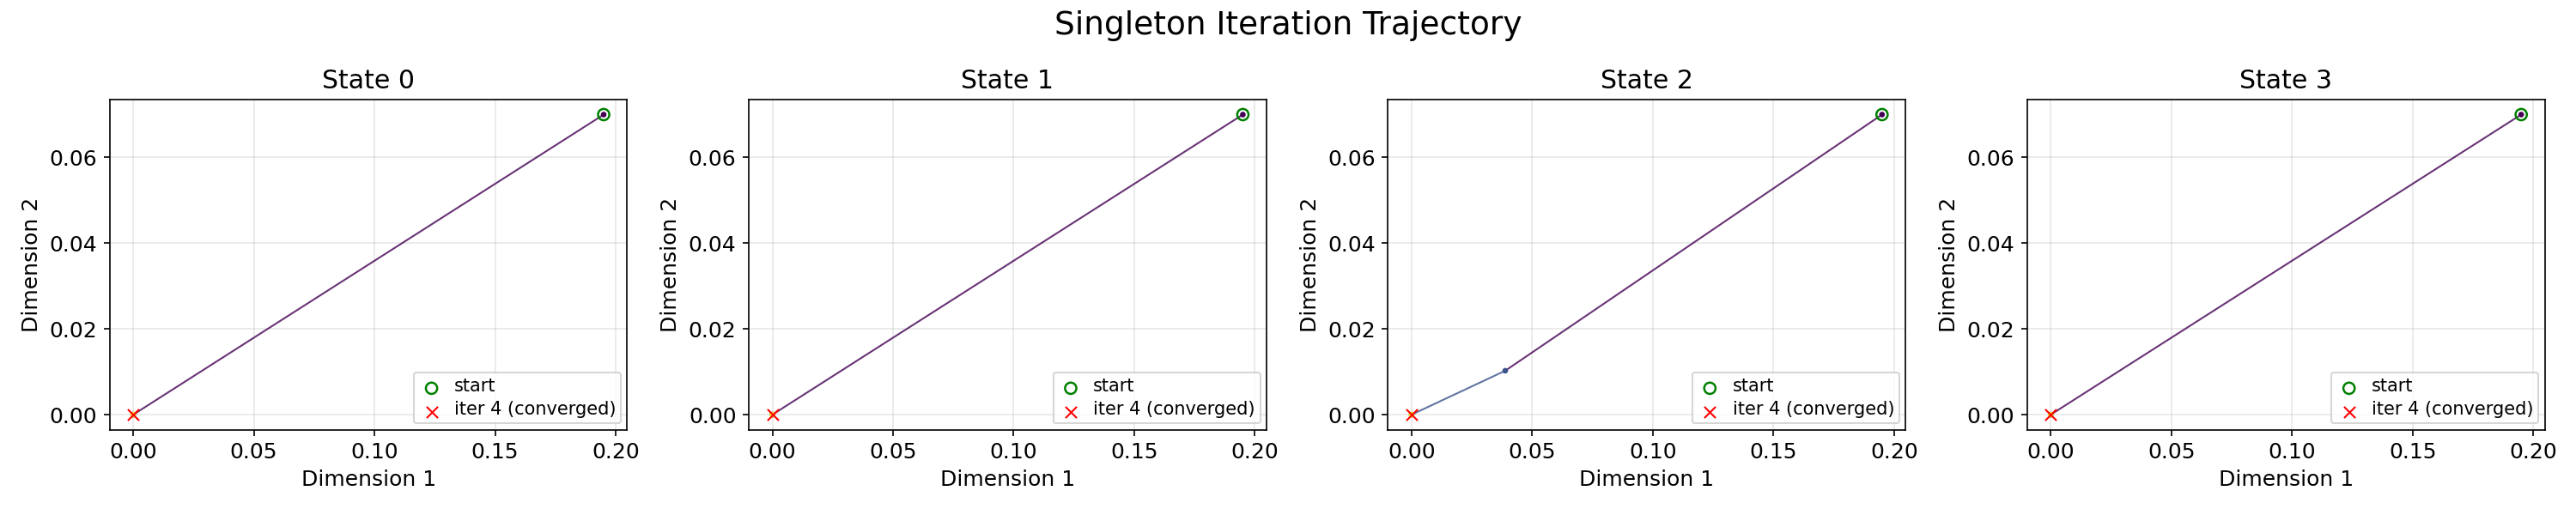 Singleton Iteration Trajectory
State 0
Dimension 2
0.06
0.04
0.02
0.00
start
iter 4 (converged)
0.00 0.05 0.10 0.15 0.20
Dimension 1
State 1
Dimension 2
0.06
0.04
0.02
0.00
start
iter 4 (converged)
0.00 0.05 0.10 0.15 0.20
Dimension 1
State 2
Dimension 2
0.06
0.04
0.02
0.00
start
iter 4 (converged)
0.00 0.05 0.10 0.15 0.20
Dimension 1
State 3
Dimension 2
0.06
0.04
0.02
0.00
start
iter 4 (converged)
0.00 0.05 0.10 0.15 0.20
Dimension 1